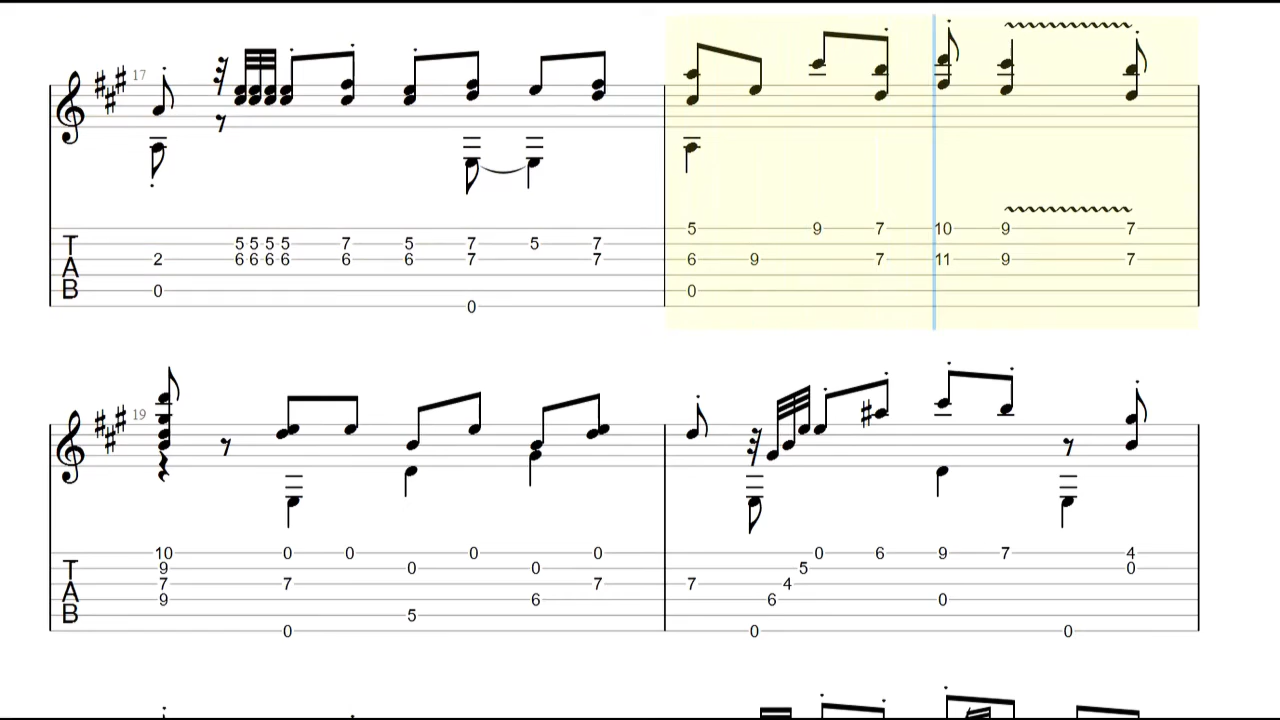 17
5 5 5 5 7 5 7 5 7
T 2 6 6 6 6 6 6 7 7
A 0
B 0
5 9 7 10 9 7
6 9 7 11 9 7
0
19
10 0 0 0 0
T 9 0 0
A 7 7 7
9 6
B 5
0
0 6 7 9 7 4
5 0
7 4
6 0
0 0